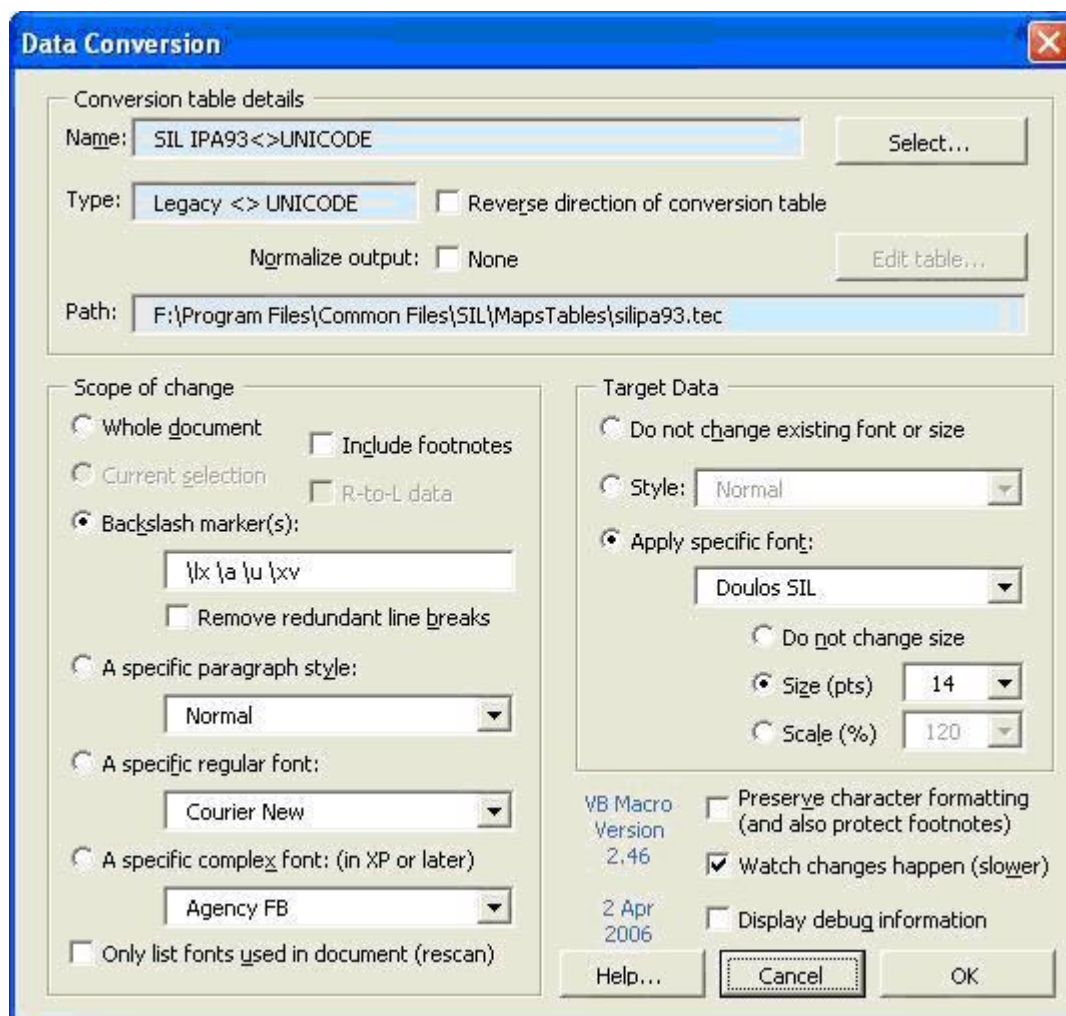 Data Conversion
Conversion table details
Name: SIL IPA93<>UNICODE Select...
Type: Legacy <> UNICODE Reverse direction of conversion table
Normalize output: None Edit table...
Path: F:\Program Files\Common Files\SIL\MapsTables\silipa93.tec
Scope of change
Whole document
Include footnotes
Current selection
R-to-L data
Backslash marker(s):
\lx \a \u \xv
Remove redundant line breaks
A specific paragraph style:
Normal
A specific regular font:
Courier New
A specific complex font: (in XP or later)
Agency FB
Only list fonts used in document (rescan)
Target Data
Do not change existing font or size
Style: Normal
Apply specific font:
Doulos SIL
Do not change size
Size (pts) 14
Scale (%) 120
VB Macro
Version
2.46
2 Apr
2006
Preserve character formatting
(and also protect footnotes)
Watch changes happen (slower)
Display debug information
Help... Cancel OK